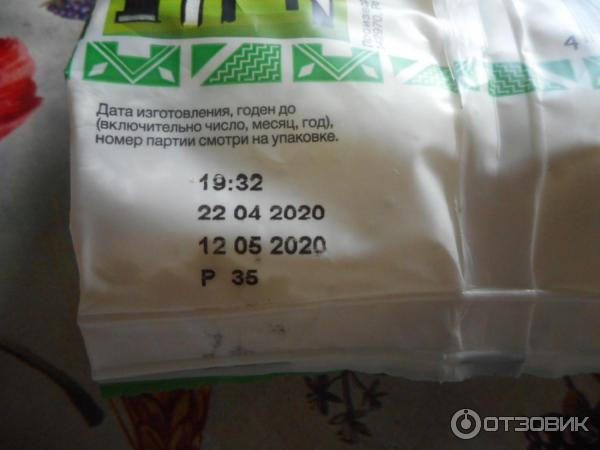 Дата изготовления, годен до
(включительно число, месяц, год),
номер партии смотри на упаковке.
19:32
22 04 2020
12 05 2020
Р 35
4
ОТЗОВИК